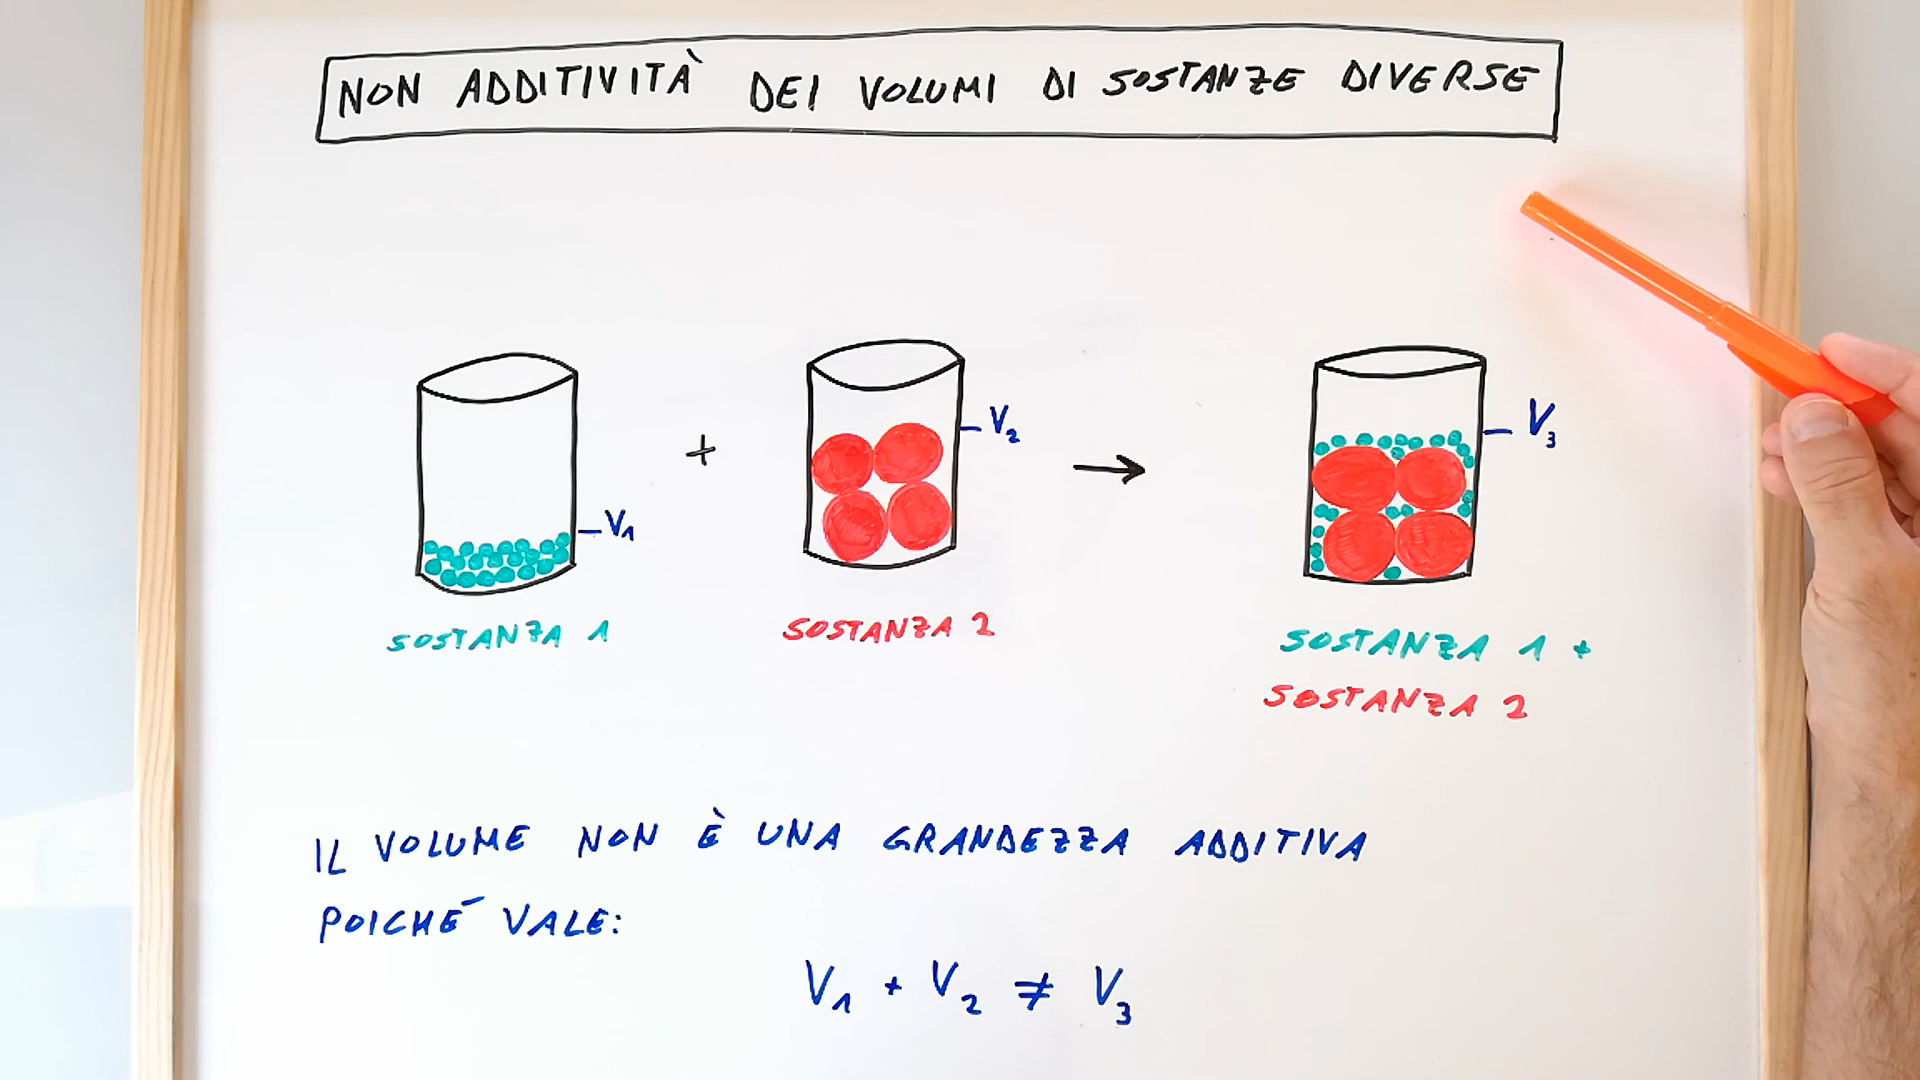 NON ADDITIVITÀ DEI VOLUMI DI SOSTANZE DIVERSE
V₁
+
V₂
→
V₃
SOSTANZA 1
SOSTANZA 2
SOSTANZA 1 +
SOSTANZA 2
IL VOLUME NON È UNA GRANDEZZA ADDITIVA
POICHÉ VALE:
V₁ + V₂ ≠ V₃